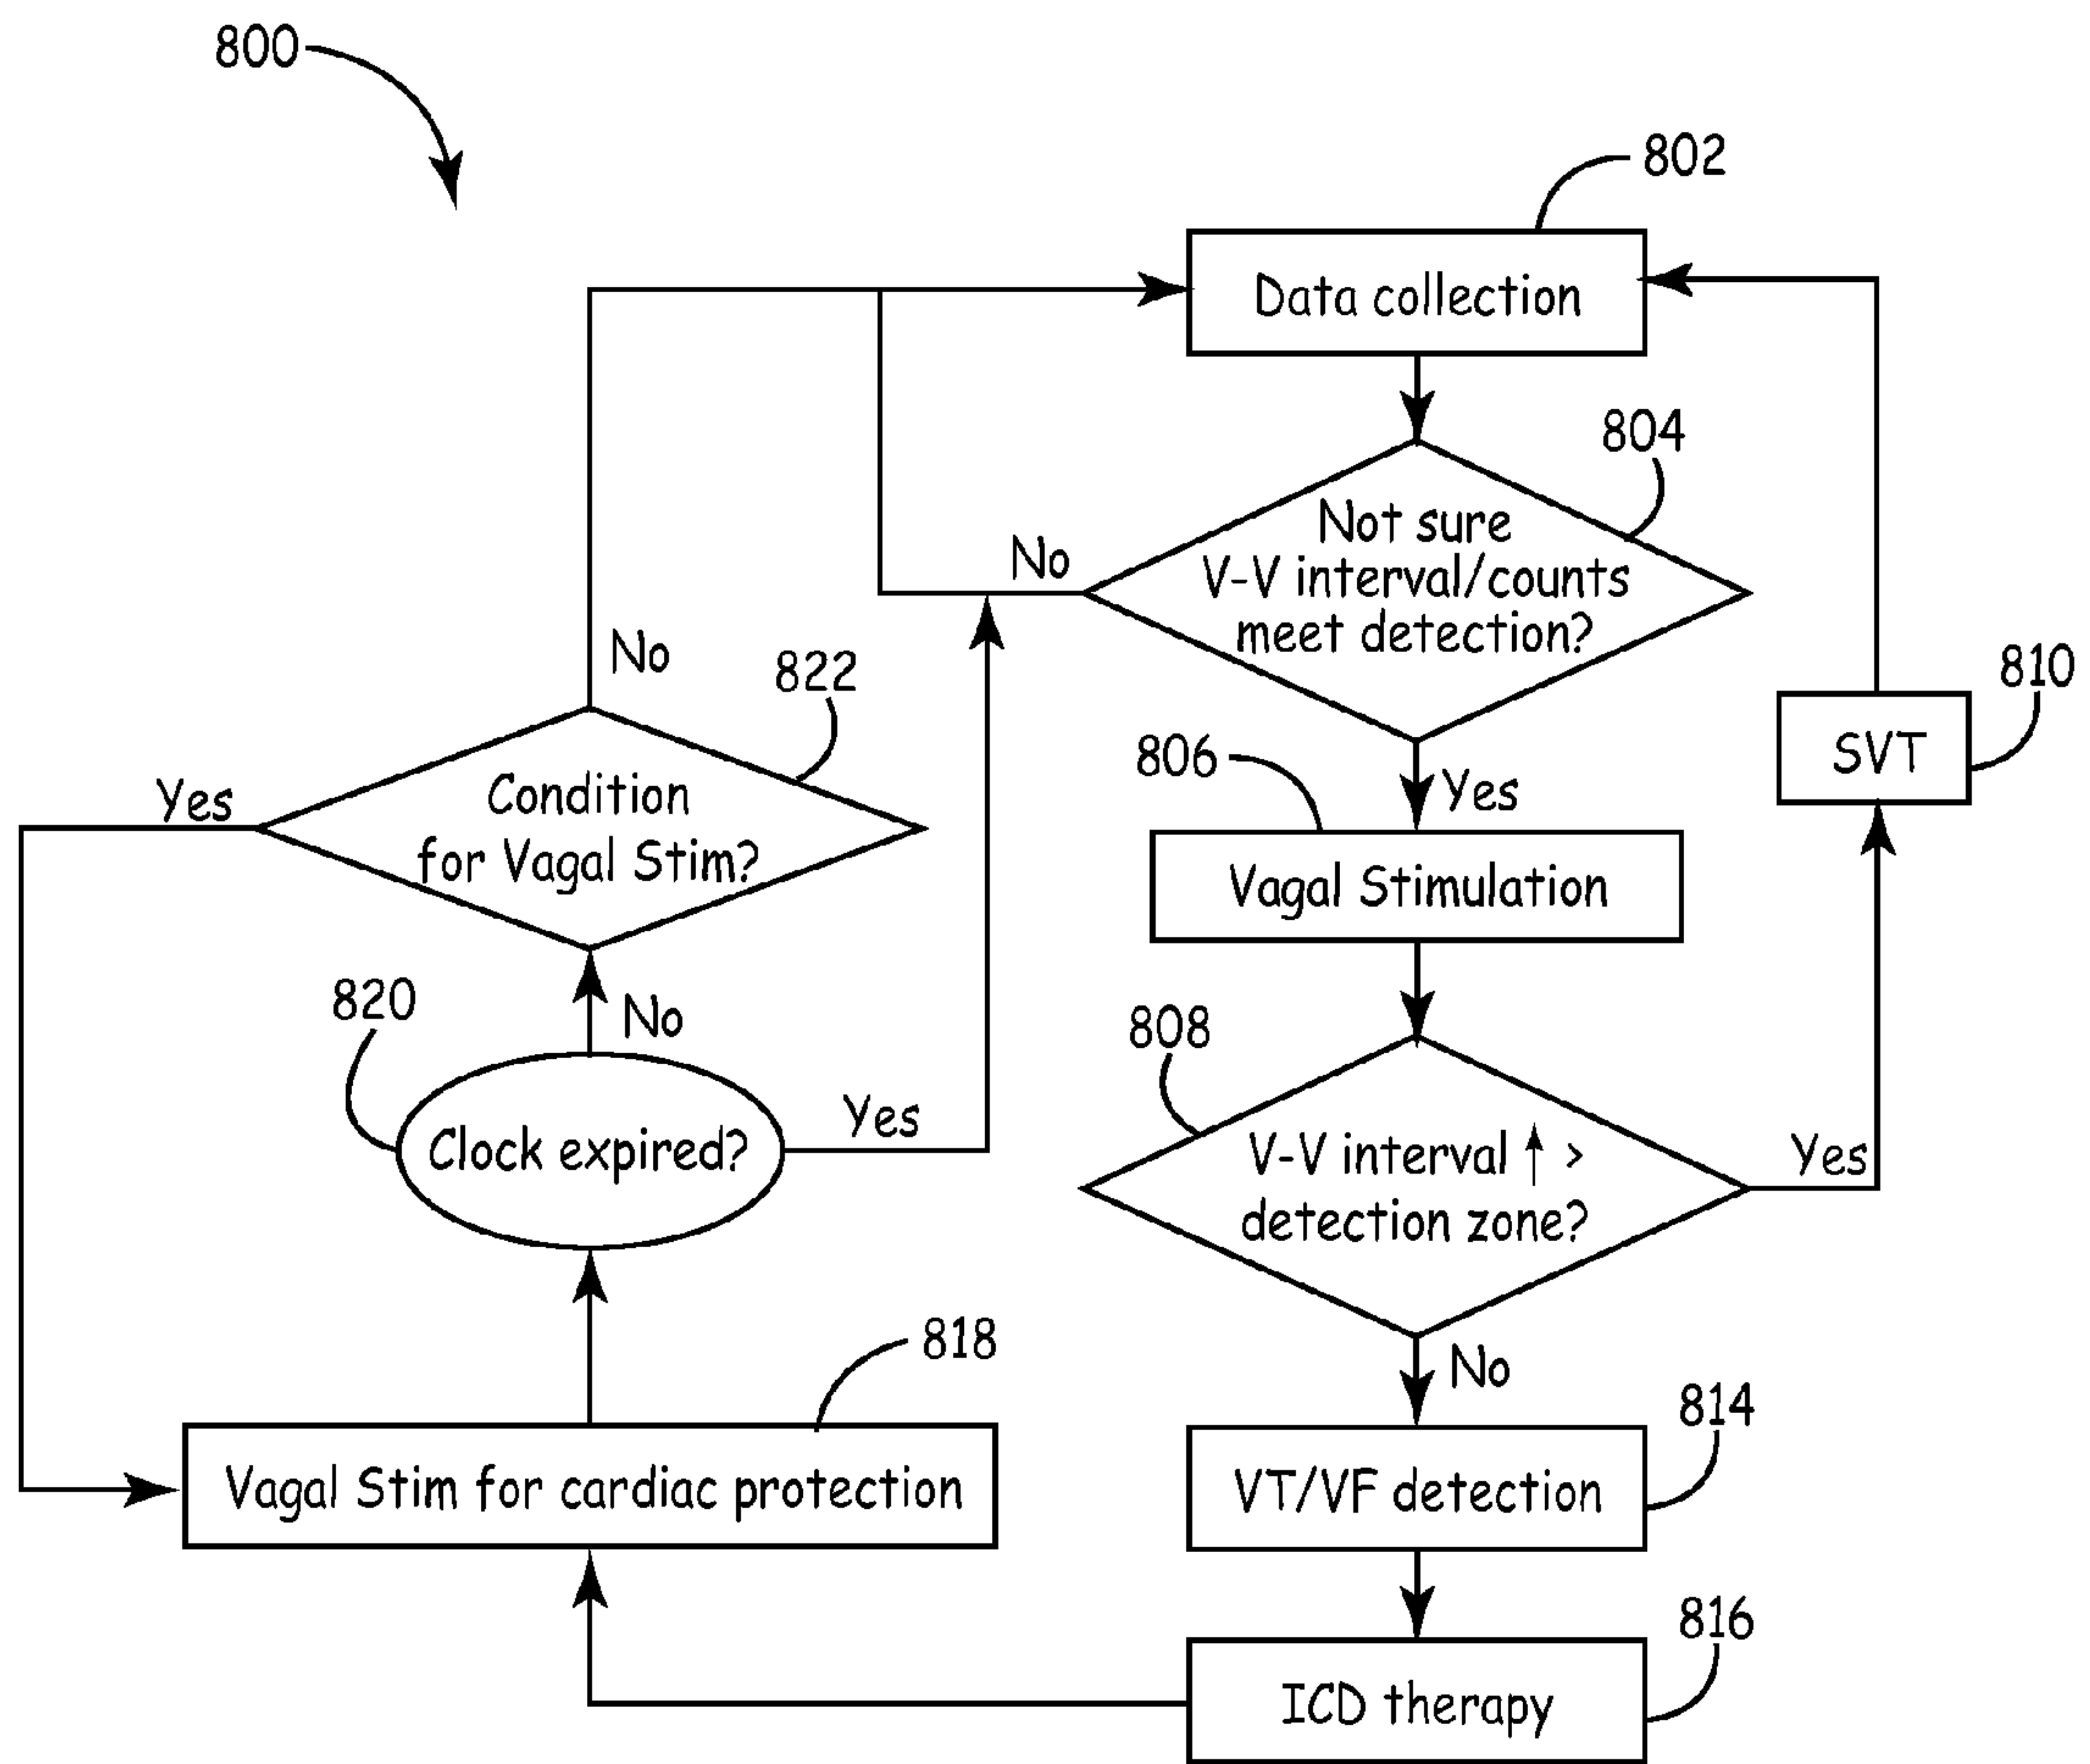 800
802
Data collection
804
Not sure
V-V interval/counts
meet detection?
No
No
822
810
SVT
806
Yes
Condition
for Vagal Stim?
Yes
Vagal Stimulation
820
No
808
Clock expired?
Yes
V-V interval ↑ >
detection zone?
Yes
818
No
814
Vagal Stim for cardiac protection
VT/VF detection
816
ICD therapy